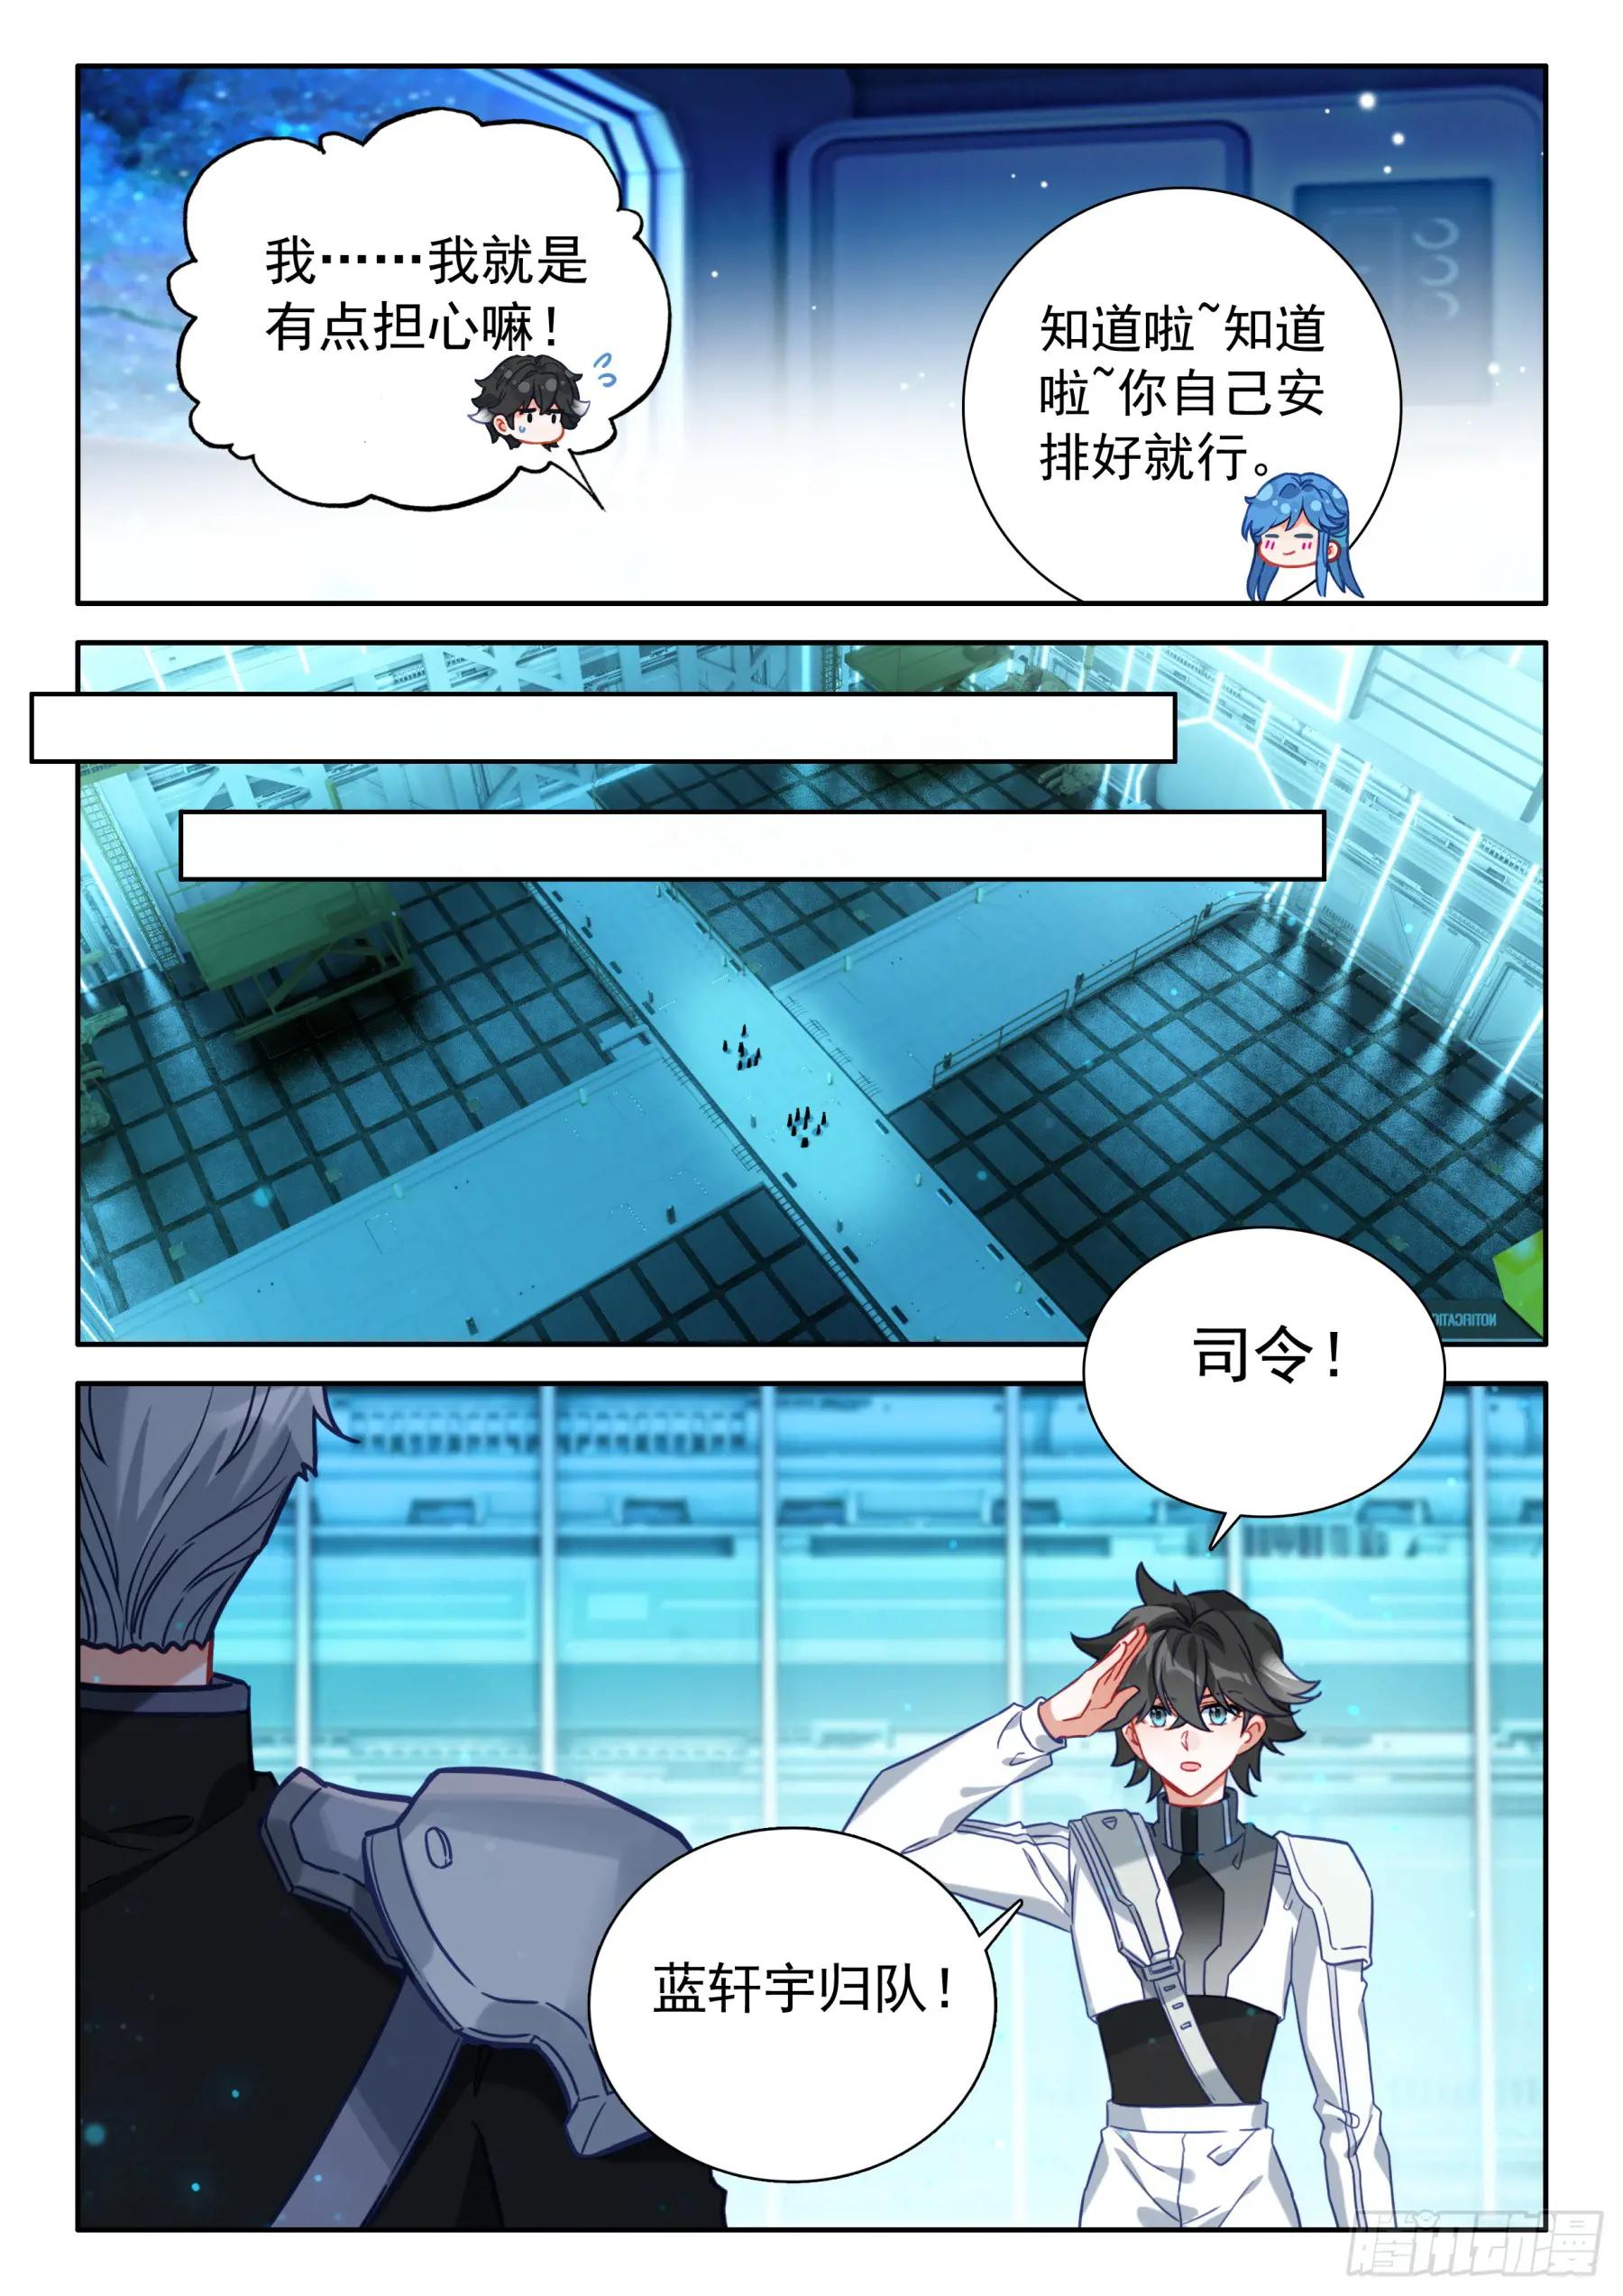 我……我就是
有点担心嘛！
知道啦~知道
啦~你自己安
排好就行。
NOTIFICATIO
司令！
蓝轩宇归队！
腾讯动漫